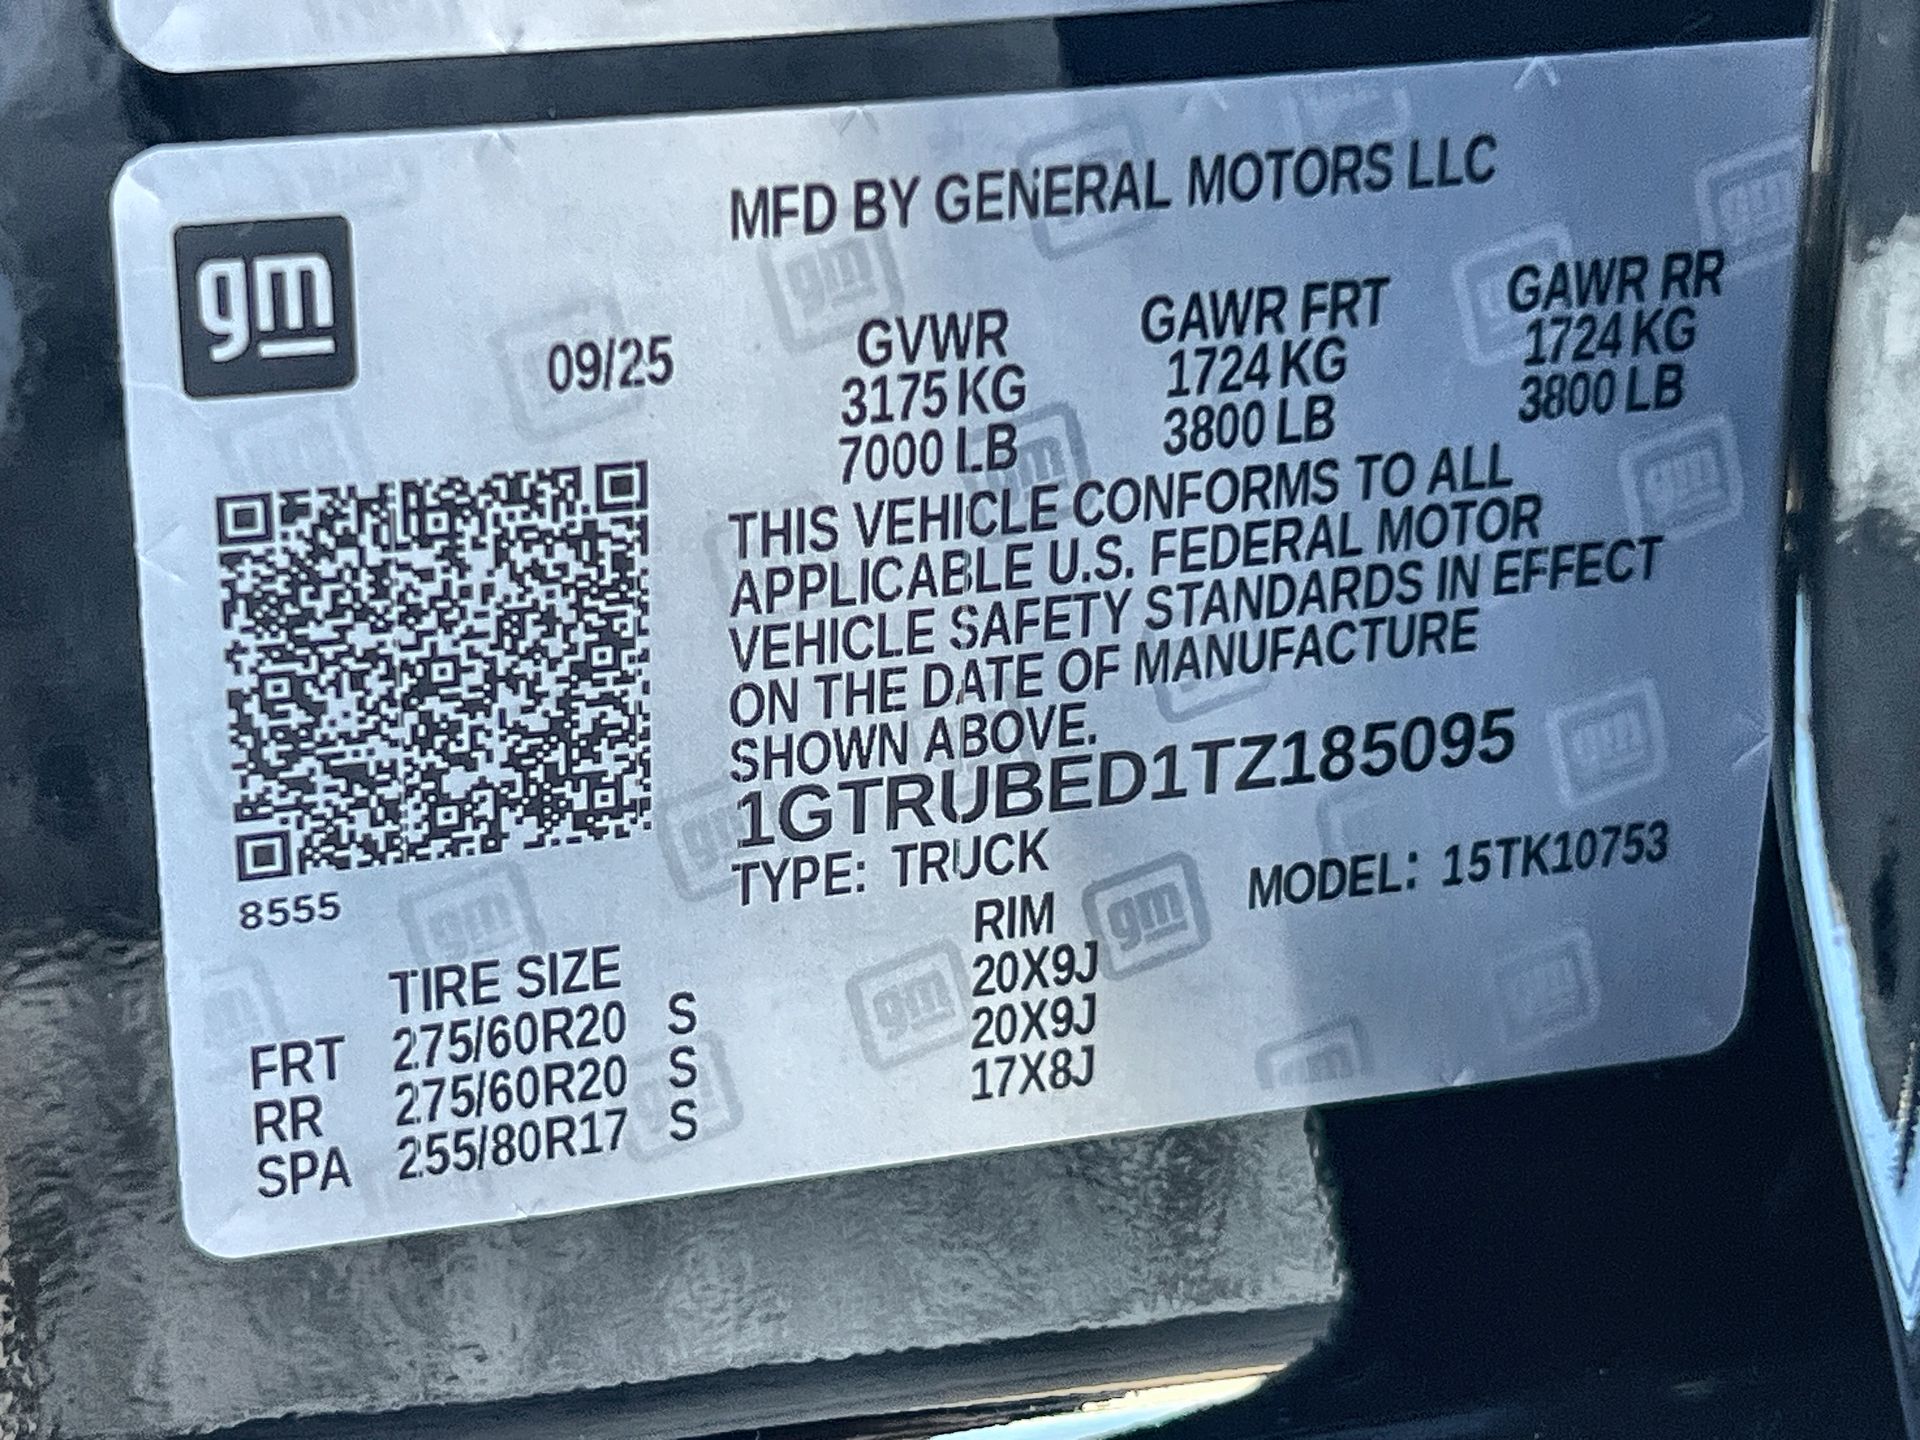 gm
MFD BY GENERAL MOTORS LLC
09/25
GVWR GAWR FRT GAWR RR
3175 KG 1724 KG 1724 KG
7000 LB 3800 LB 3800 LB
THIS VEHICLE CONFORMS TO ALL
APPLICABLE U.S. FEDERAL MOTOR
VEHICLE SAFETY STANDARDS IN EFFECT
ON THE DATE OF MANUFACTURE
SHOWN ABOVE.
1GTRUBED1TZ185095
TYPE: TRUCK MODEL: 15TK10753
8555
TIRE SIZE RIM
FRT 275/60R20 S 20X9J
RR 275/60R20 S 20X9J
SPA 255/80R17 S 17X8J